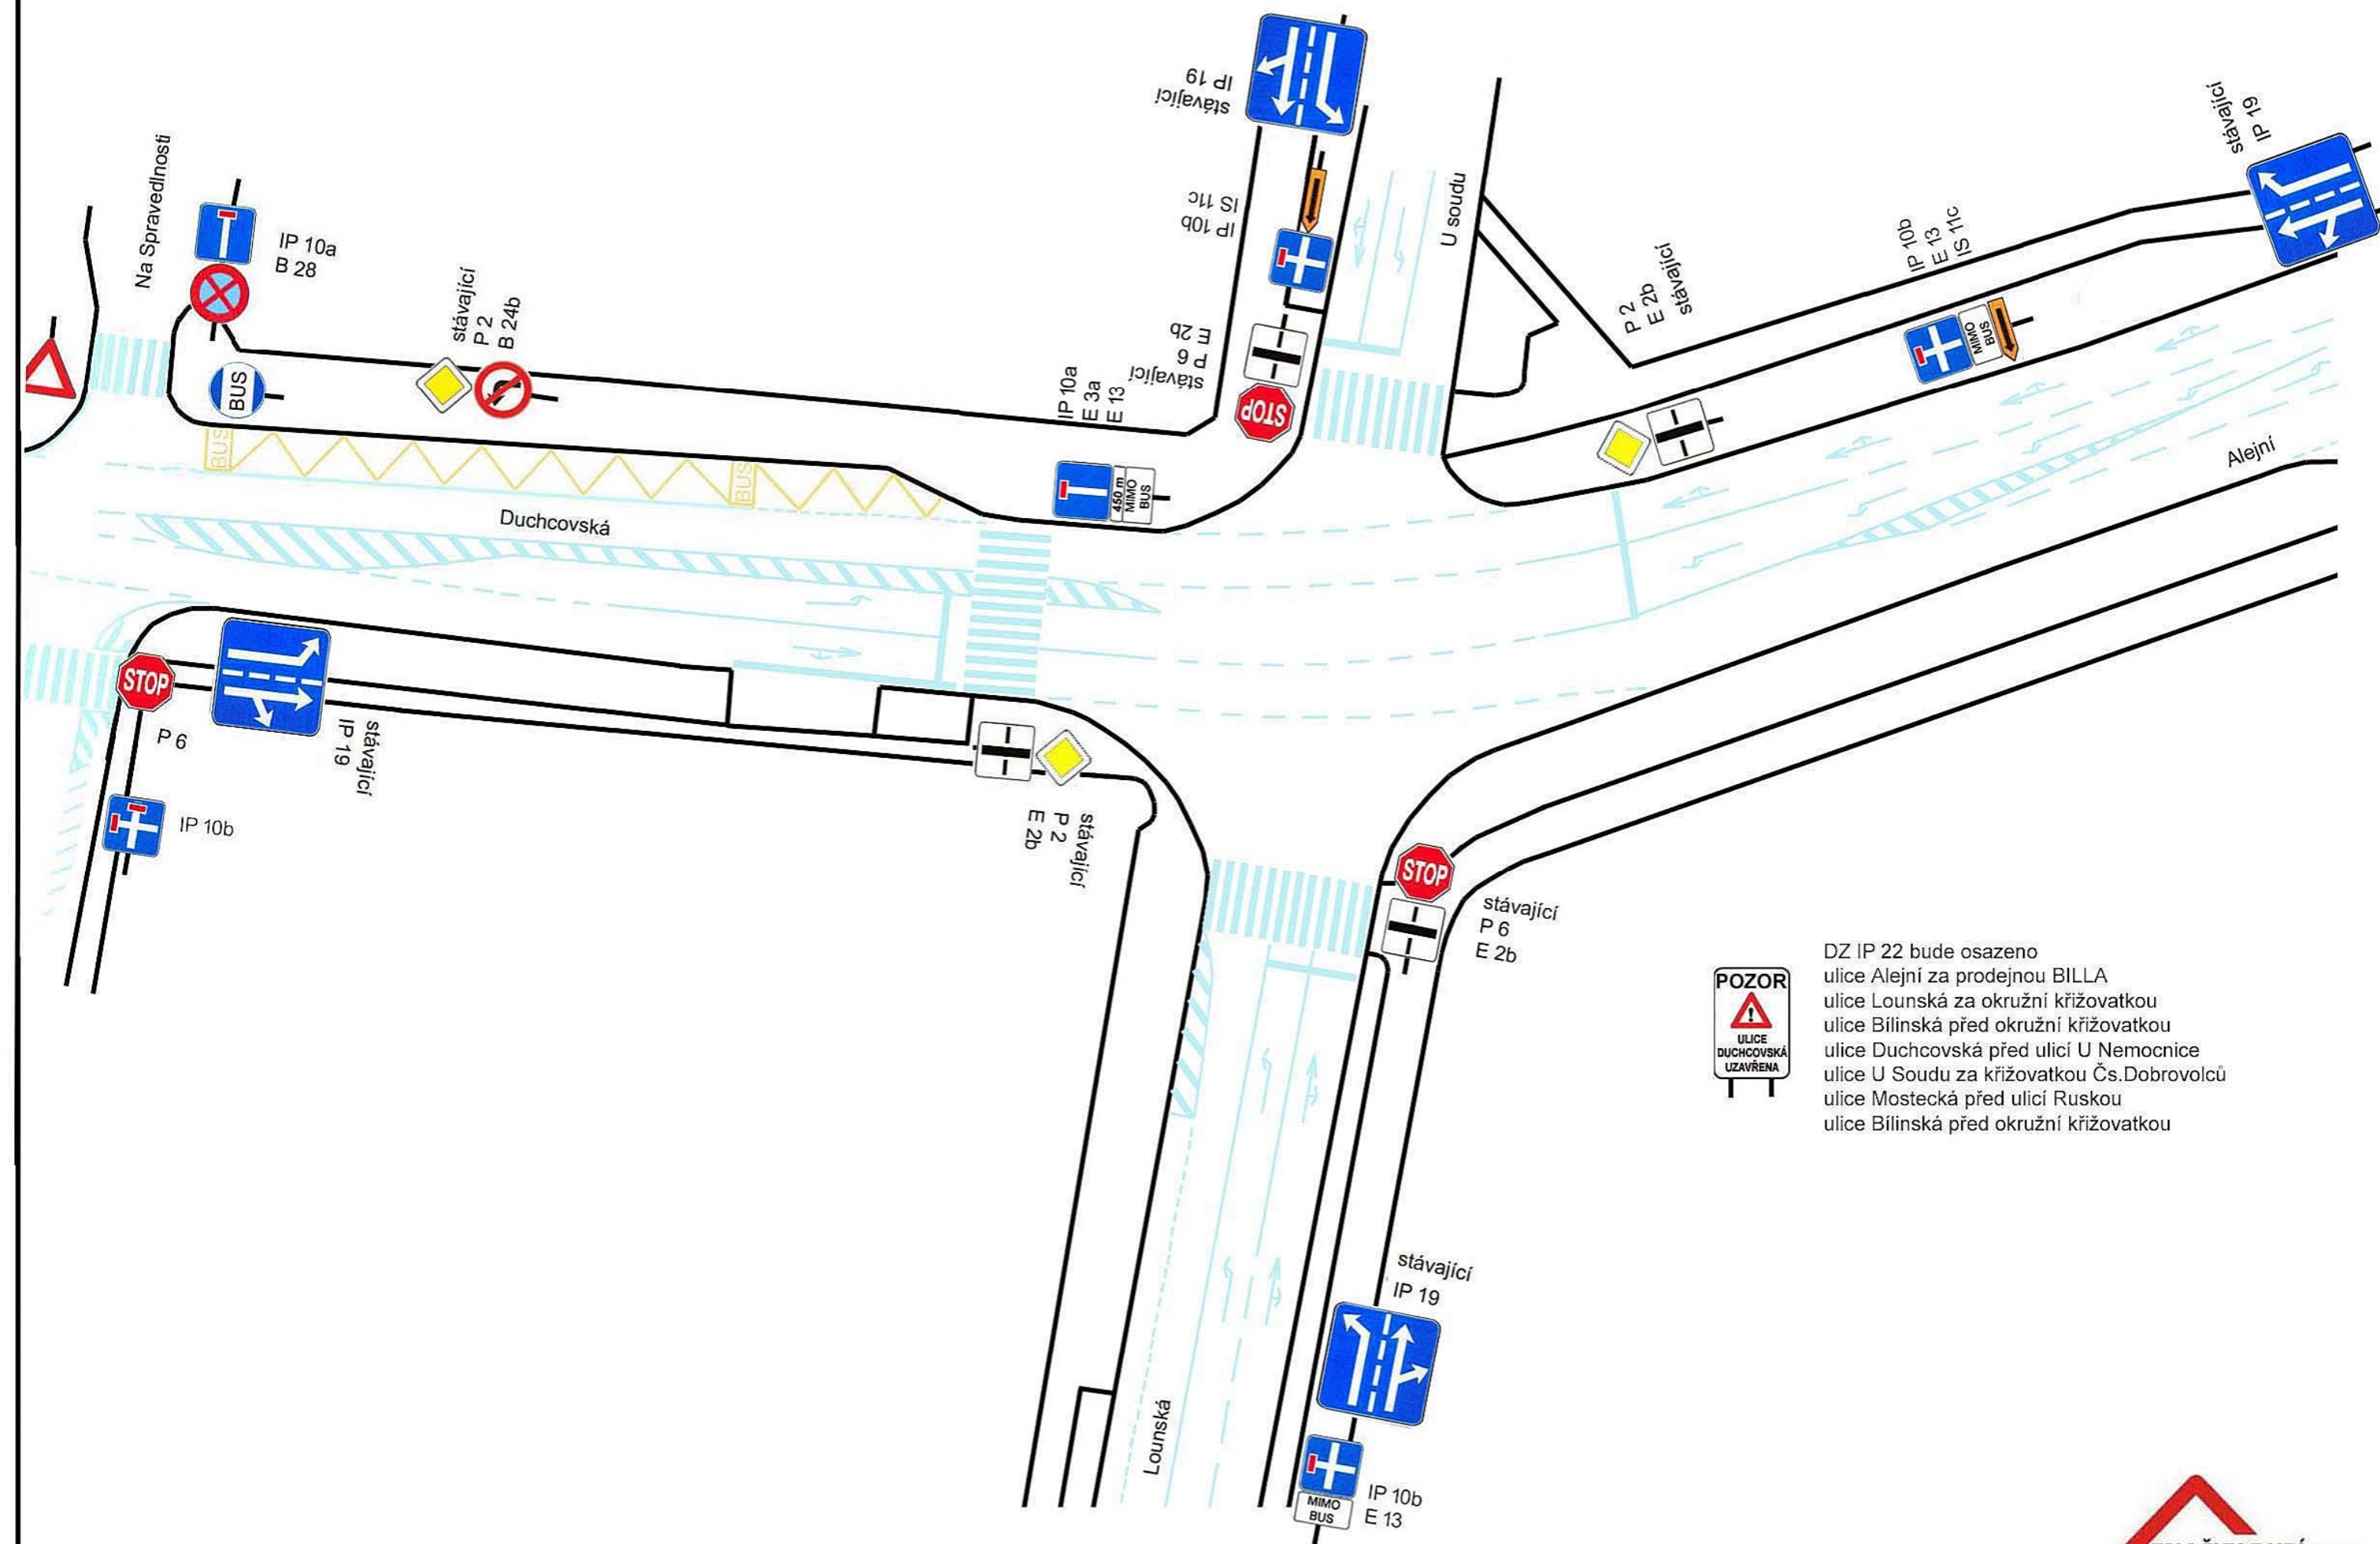 IP 19
stávající
stávající
IP 19
Na Spravedlnosti
IP 10a
B 28
stávající
P 2
B 24b
BUS
BUS
BUS
IS 11c
IP 10b
U soudu
P 2
E 2b
stávající
IP 10b
E 13
IS 11c
MIMO
BUS
E 2b
P 6
stávající
STOP
IP 10a
E 3a
E 13
450 m
MIMO
BUS
Alejní
Duchcovská
STOP
P 6
stávající
IP 19
IP 10b
stávající
P 2
E 2b
STOP
stávající
P 6
E 2b
POZOR
ULICE
DUCHCOVSKÁ
UZAVŘENA
DZ IP 22 bude osazeno
ulice Alejní za prodejnou BILLA
ulice Lounská za okružní křižovatkou
ulice Bílinská před okružní křižovatkou
ulice Duchcovská před ulicí U Nemocnice
ulice U Soudu za křižovatkou Čs.Dobrovolců
ulice Mostecká před ulicí Ruskou
ulice Bílinská před okružní křižovatkou
stávající
IP 19
Lounská
IP 10b
E 13
MIMO
BUS